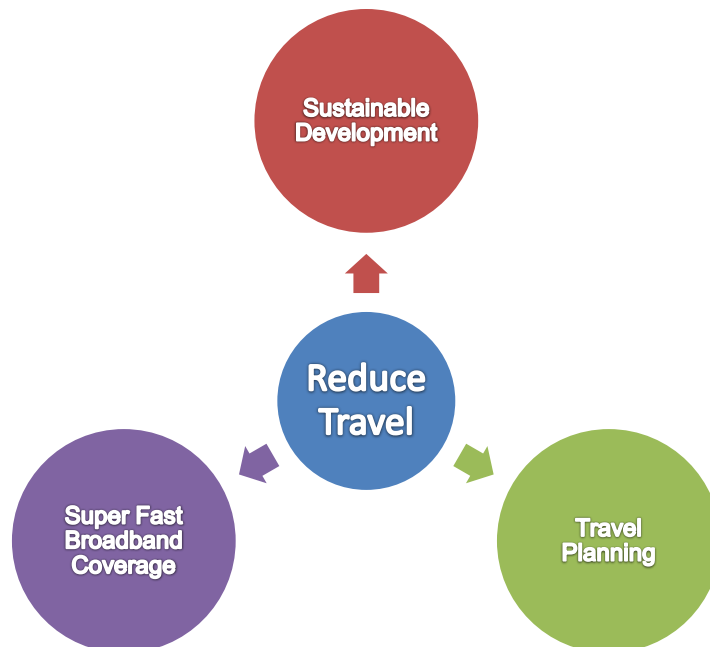 Sustainable
Development
Reduce
Travel
Super Fast
Broadband
Coverage
Travel
Planning